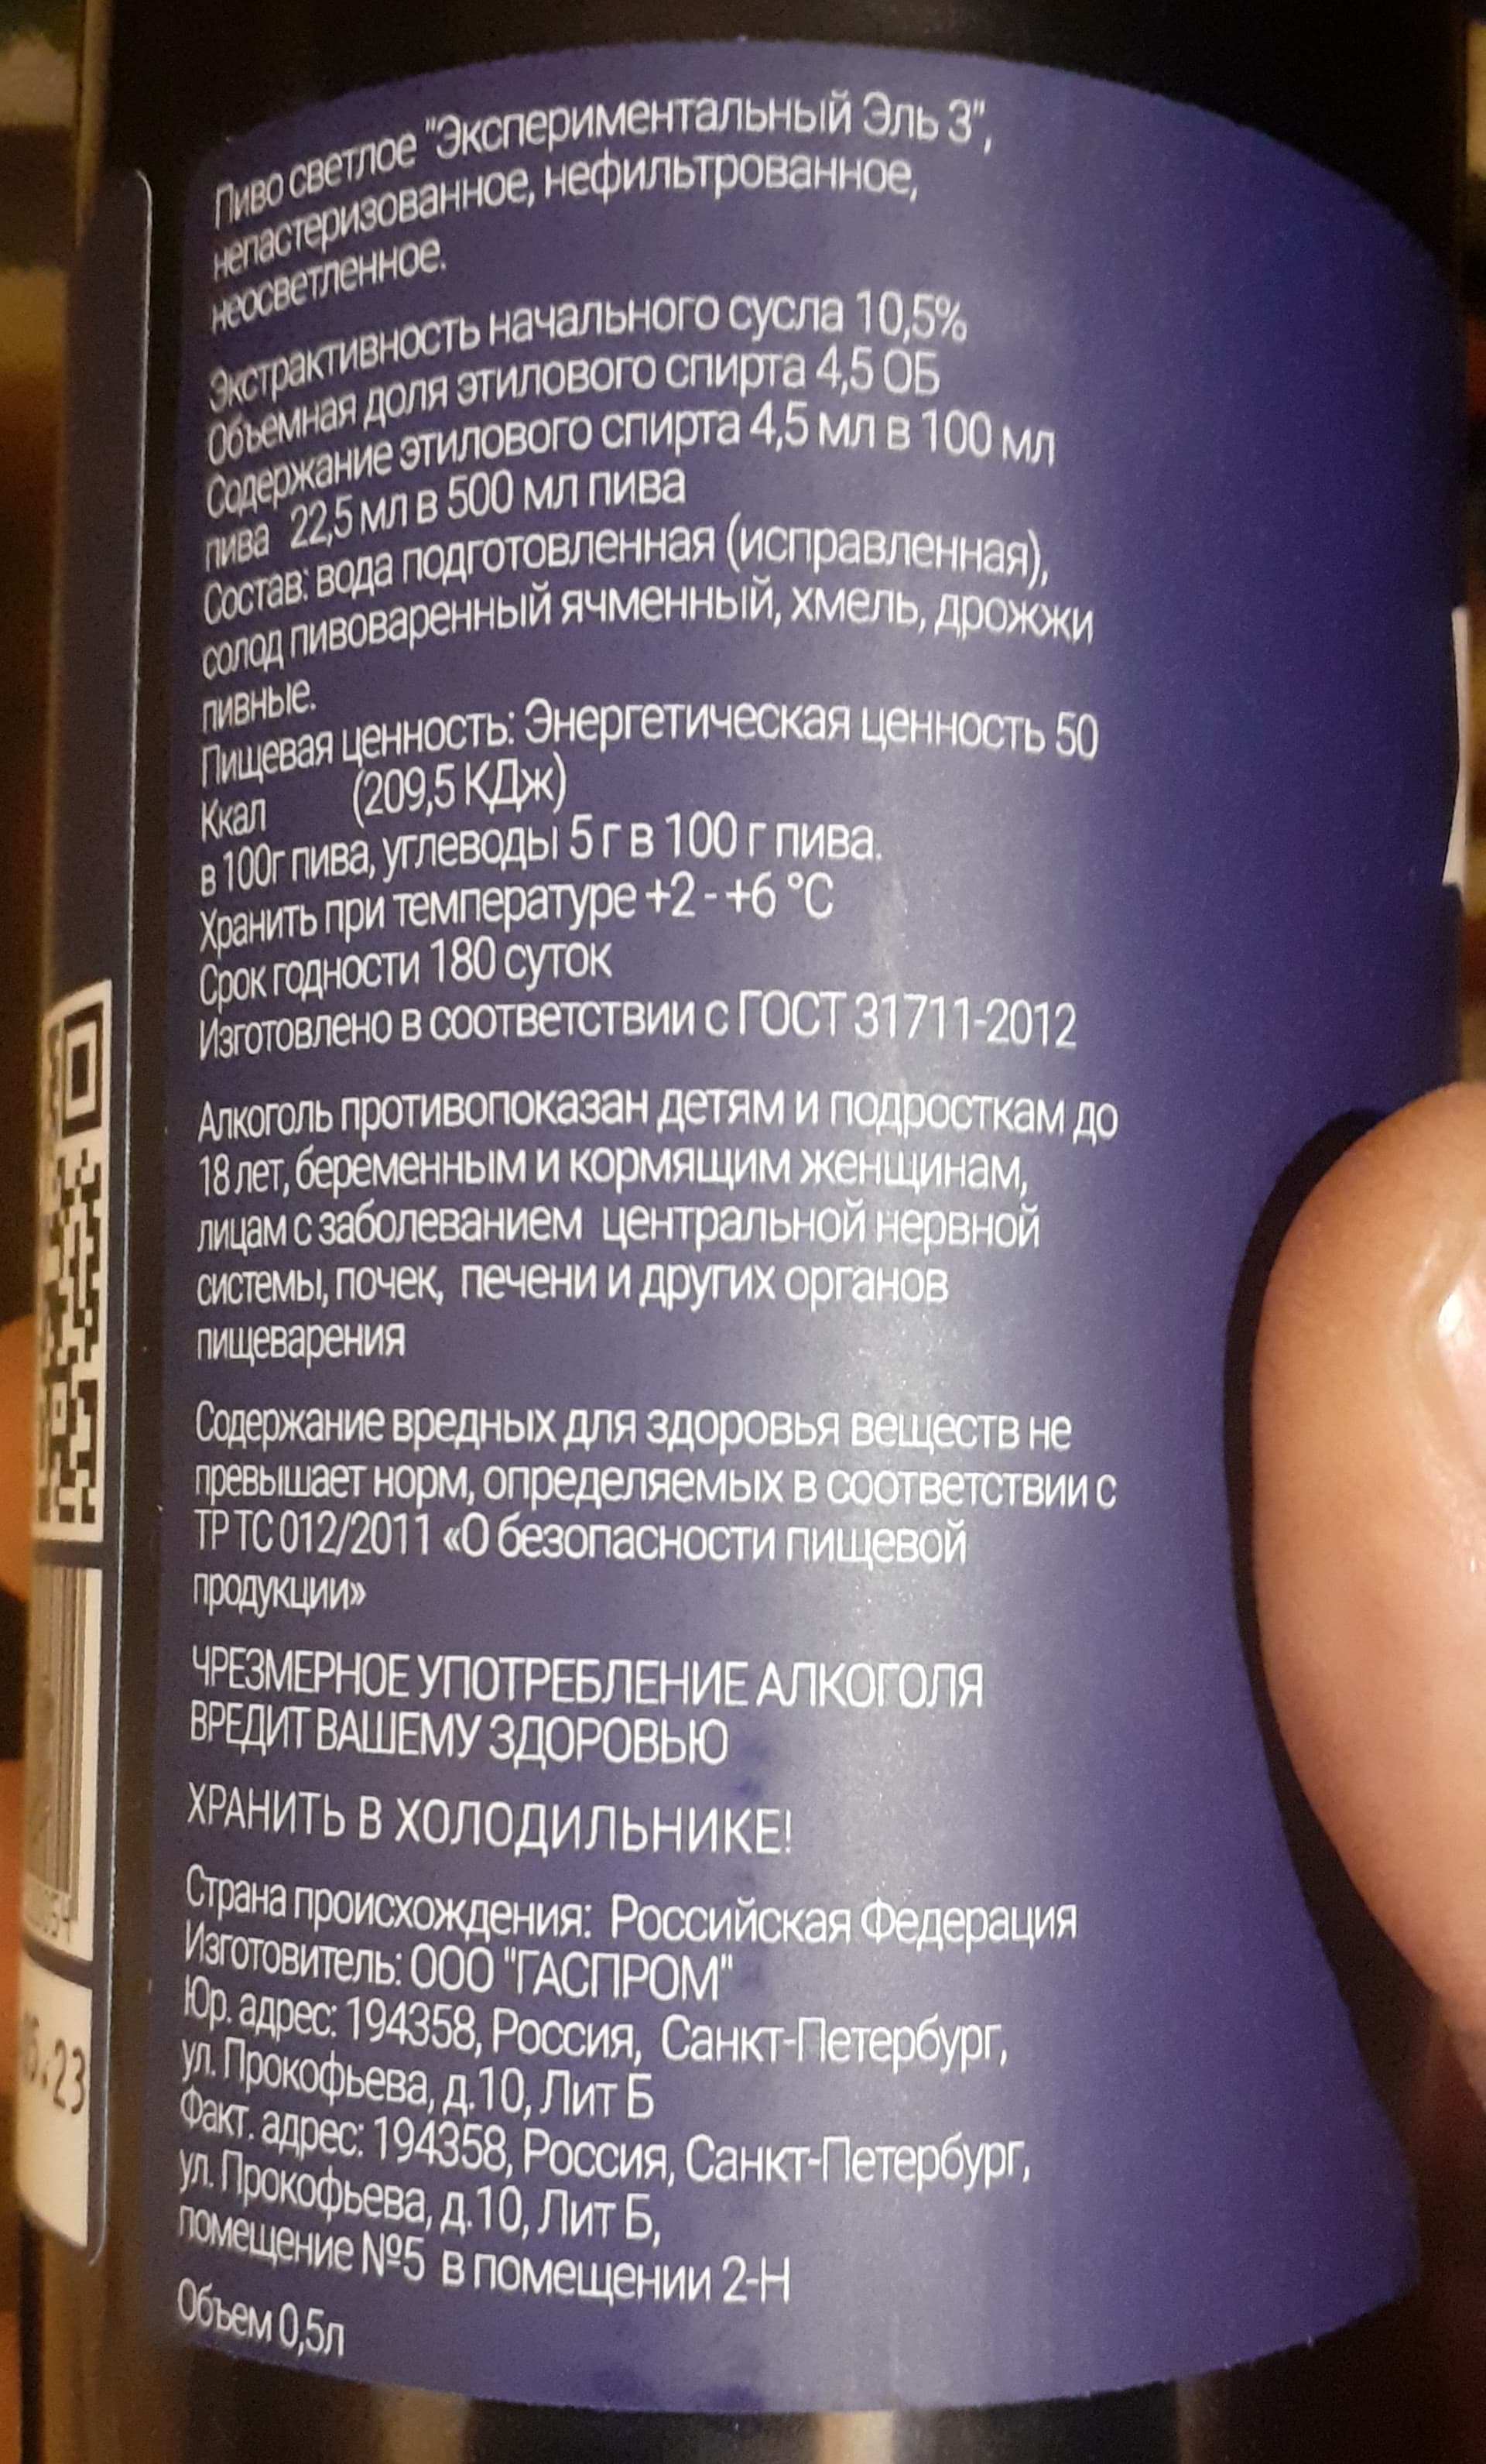 Пиво светлое "Экспериментальный Эль 3",
непастеризованное, нефильтрованное,
неосветленное.
Экстрактивность начального сусла 10,5%
Объемная доля этилового спирта 4,5 ОБ
Содержание этилового спирта 4,5 мл в 100 мл
пива 22,5 мл в 500 мл пива
Состав: вода подготовленная (исправленная),
солод пивоваренный ячменный, хмель, дрожжи
пивные.
Пищевая ценность: Энергетическая ценность 50
Ккал (209,5 КДж)
в 100г пива, углеводы 5 г в 100 г пива.
Хранить при температуре +2 - +6 °C
Срок годности 180 суток
Изготовлено в соответствии с ГОСТ 31711-2012
Алкоголь противопоказан детям и подросткам до
18 лет, беременным и кормящим женщинам,
лицам с заболеванием центральной нервной
системы, почек, печени и других органов
пищеварения
Содержание вредных для здоровья веществ не
превышает норм, определяемых в соответствии с
ТР ТС 012/2011 «О безопасности пищевой
продукции»
ЧРЕЗМЕРНОЕ УПОТРЕБЛЕНИЕ АЛКОГОЛЯ
ВРЕДИТ ВАШЕМУ ЗДОРОВЬЮ
ХРАНИТЬ В ХОЛОДИЛЬНИКЕ!
Страна происхождения: Российская Федерация
Изготовитель: ООО "ГАСПРОМ"
Юр. адрес: 194358, Россия, Санкт-Петербург,
ул. Прокофьева, д.10, Лит Б
Факт. адрес: 194358, Россия, Санкт-Петербург,
ул. Прокофьева, д.10, Лит Б,
помещение №5 в помещении 2-Н
Объем 0,5л